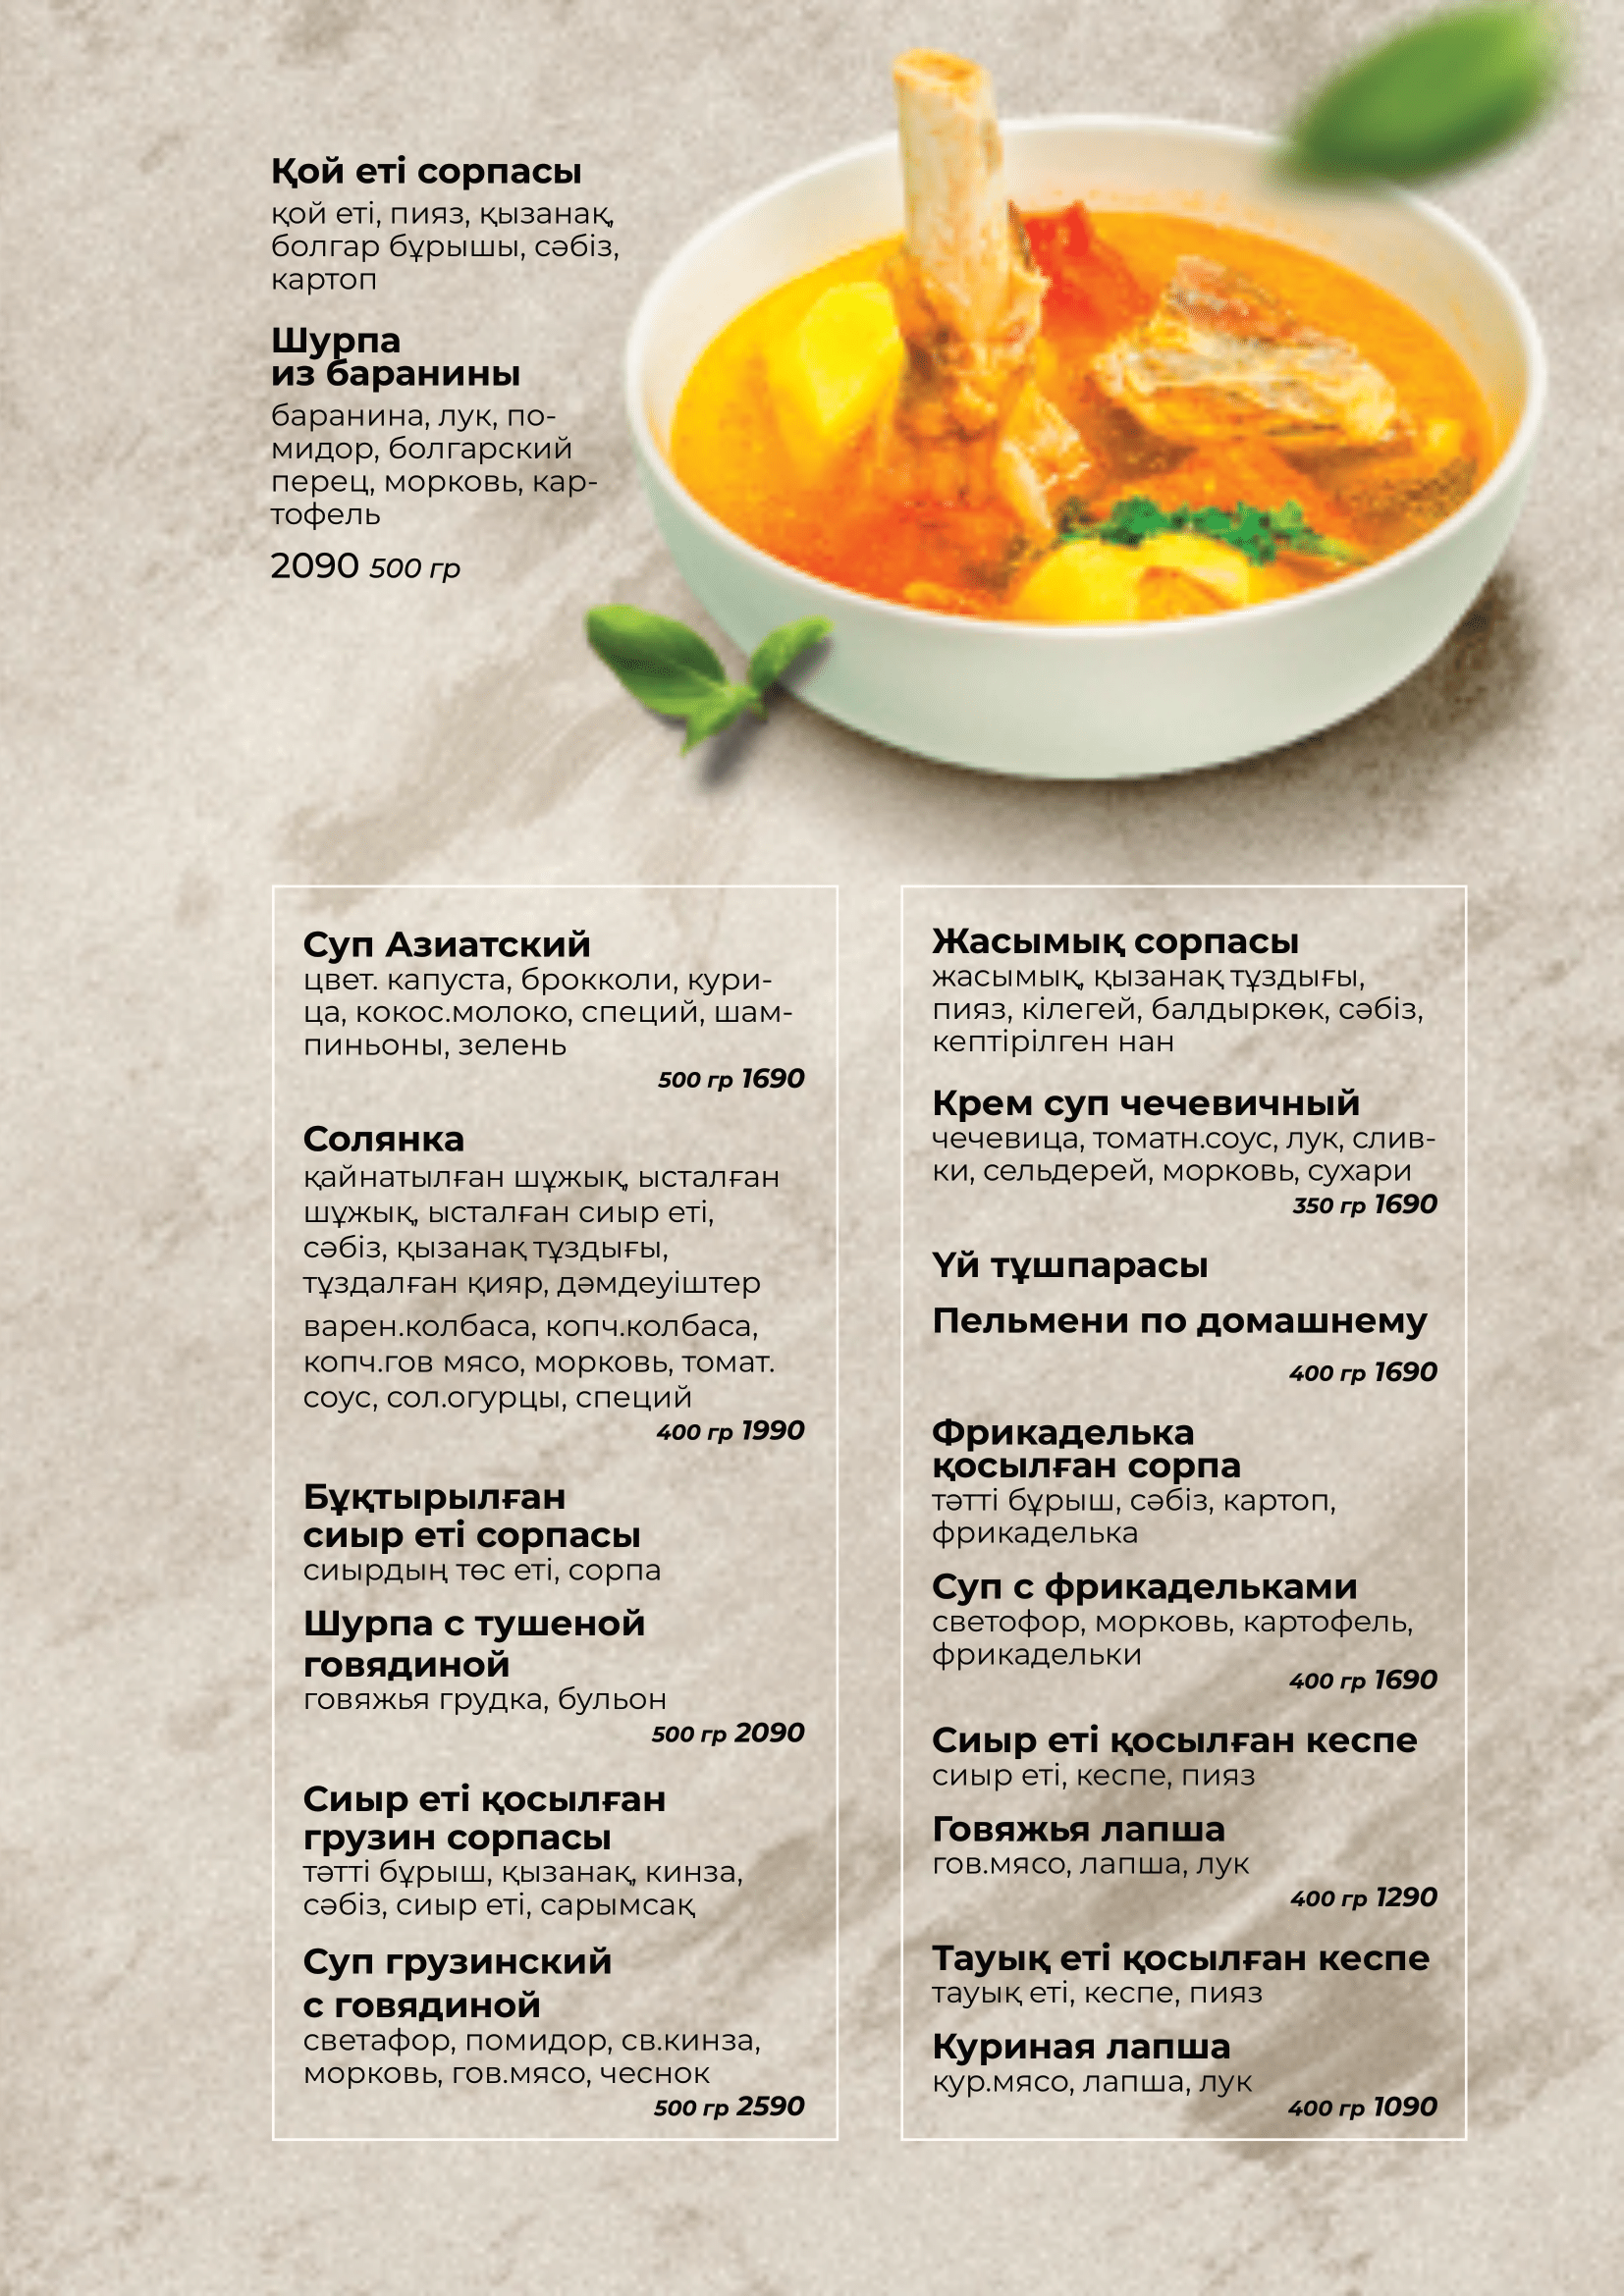 Қой еті сорпасы
қой еті, пияз, қызанақ,
болгар бұрышы, сәбіз,
картоп
Шурпа
из баранины
баранина, лук, по-
мидор, болгарский
перец, морковь, кар-
тофель
2090 500 гр
Суп Азиатский
цвет. капуста, брокколи, кури-
ца, кокос.молоко, специй, шам-
пиньоны, зелень
500 гр 1690
Солянка
қайнатылған шұжық, ысталған
шұжық, ысталған сиыр еті,
сәбіз, қызанақ тұздығы,
тұздалған қияр, дәмдеуіштер
варен.колбаса, копч.колбаса,
копч.гов мясо, морковь, томат.
соус, сол.огурцы, специй
400 гр 1990
Бұқтырылған
сиыр еті сорпасы
сиырдың төс еті, сорпа
Шурпа с тушеной
говядиной
говяжья грудка, бульон
500 гр 2090
Сиыр еті қосылған
грузин сорпасы
тәтті бұрыш, қызанақ, кинза,
сәбіз, сиыр еті, сарымсақ
Суп грузинский
с говядиной
светафор, помидор, св.кинза,
морковь, гов.мясо, чеснок
500 гр 2590
Жасымық сорпасы
жасымық, қызанақ тұздығы,
пияз, кілегей, балдыркөк, сәбіз,
кептірілген нан
Крем суп чечевичный
чечевица, томатн.соус, лук, слив-
ки, сельдерей, морковь, сухари
350 гр 1690
Үй тұшпарасы
Пельмени по домашнему
400 гр 1690
Фрикаделька
қосылған сорпа
тәтті бұрыш, сәбіз, картоп,
фрикаделька
Суп с фрикадельками
светофор, морковь, картофель,
фрикадельки
400 гр 1690
Сиыр еті қосылған кеспе
сиыр еті, кеспе, пияз
Говяжья лапша
гов.мясо, лапша, лук
400 гр 1290
Тауық еті қосылған кеспе
тауық еті, кеспе, пияз
Куриная лапша
кур.мясо, лапша, лук
400 гр 1090